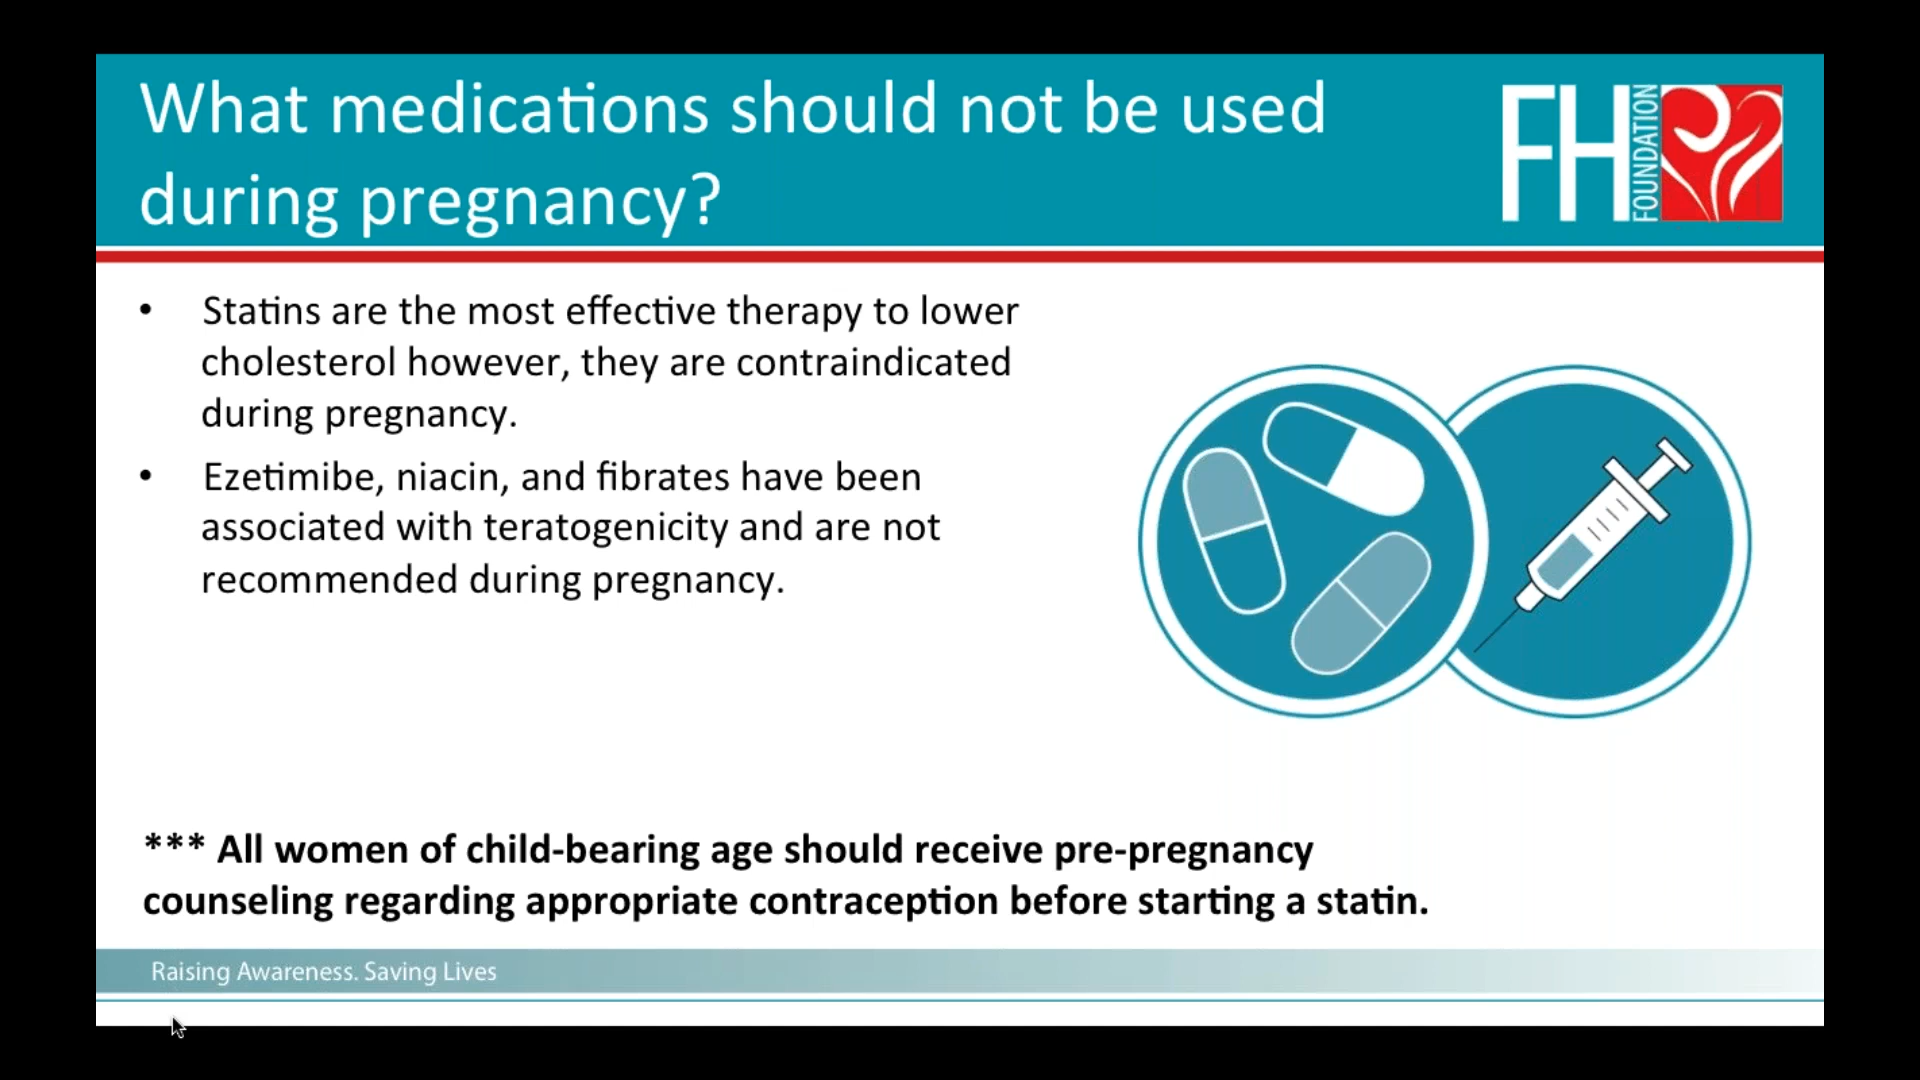 What medications should not be used
during pregnancy?
FH
FOUNDATION
• Statins are the most effective therapy to lower
cholesterol however, they are contraindicated
during pregnancy.
• Ezetimibe, niacin, and fibrates have been
associated with teratogenicity and are not
recommended during pregnancy.
*** All women of child-bearing age should receive pre-pregnancy
counseling regarding appropriate contraception before starting a statin.
Raising Awareness. Saving Lives